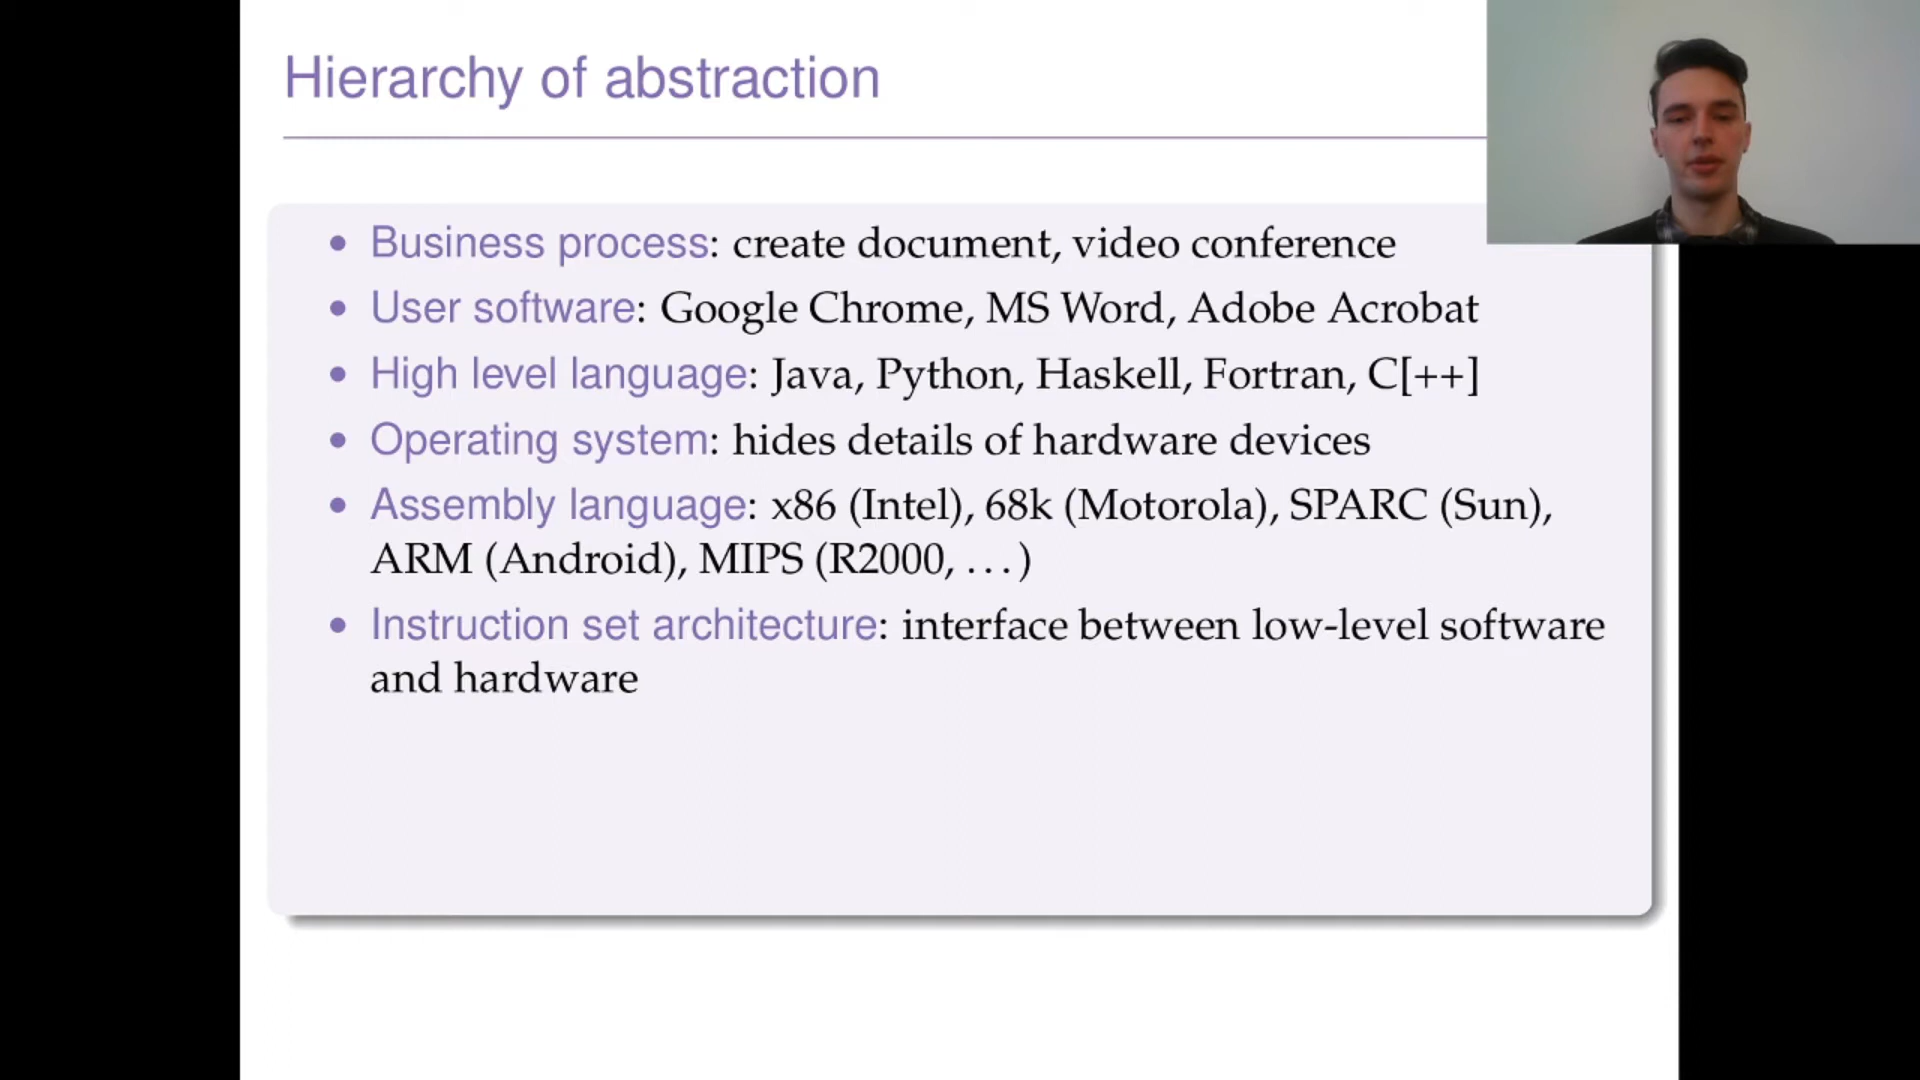 Hierarchy of abstraction
• Business process: create document, video conference
• User software: Google Chrome, MS Word, Adobe Acrobat
• High level language: Java, Python, Haskell, Fortran, C[++]
• Operating system: hides details of hardware devices
• Assembly language: x86 (Intel), 68k (Motorola), SPARC (Sun),
ARM (Android), MIPS (R2000, . . . )
• Instruction set architecture: interface between low-level software
and hardware